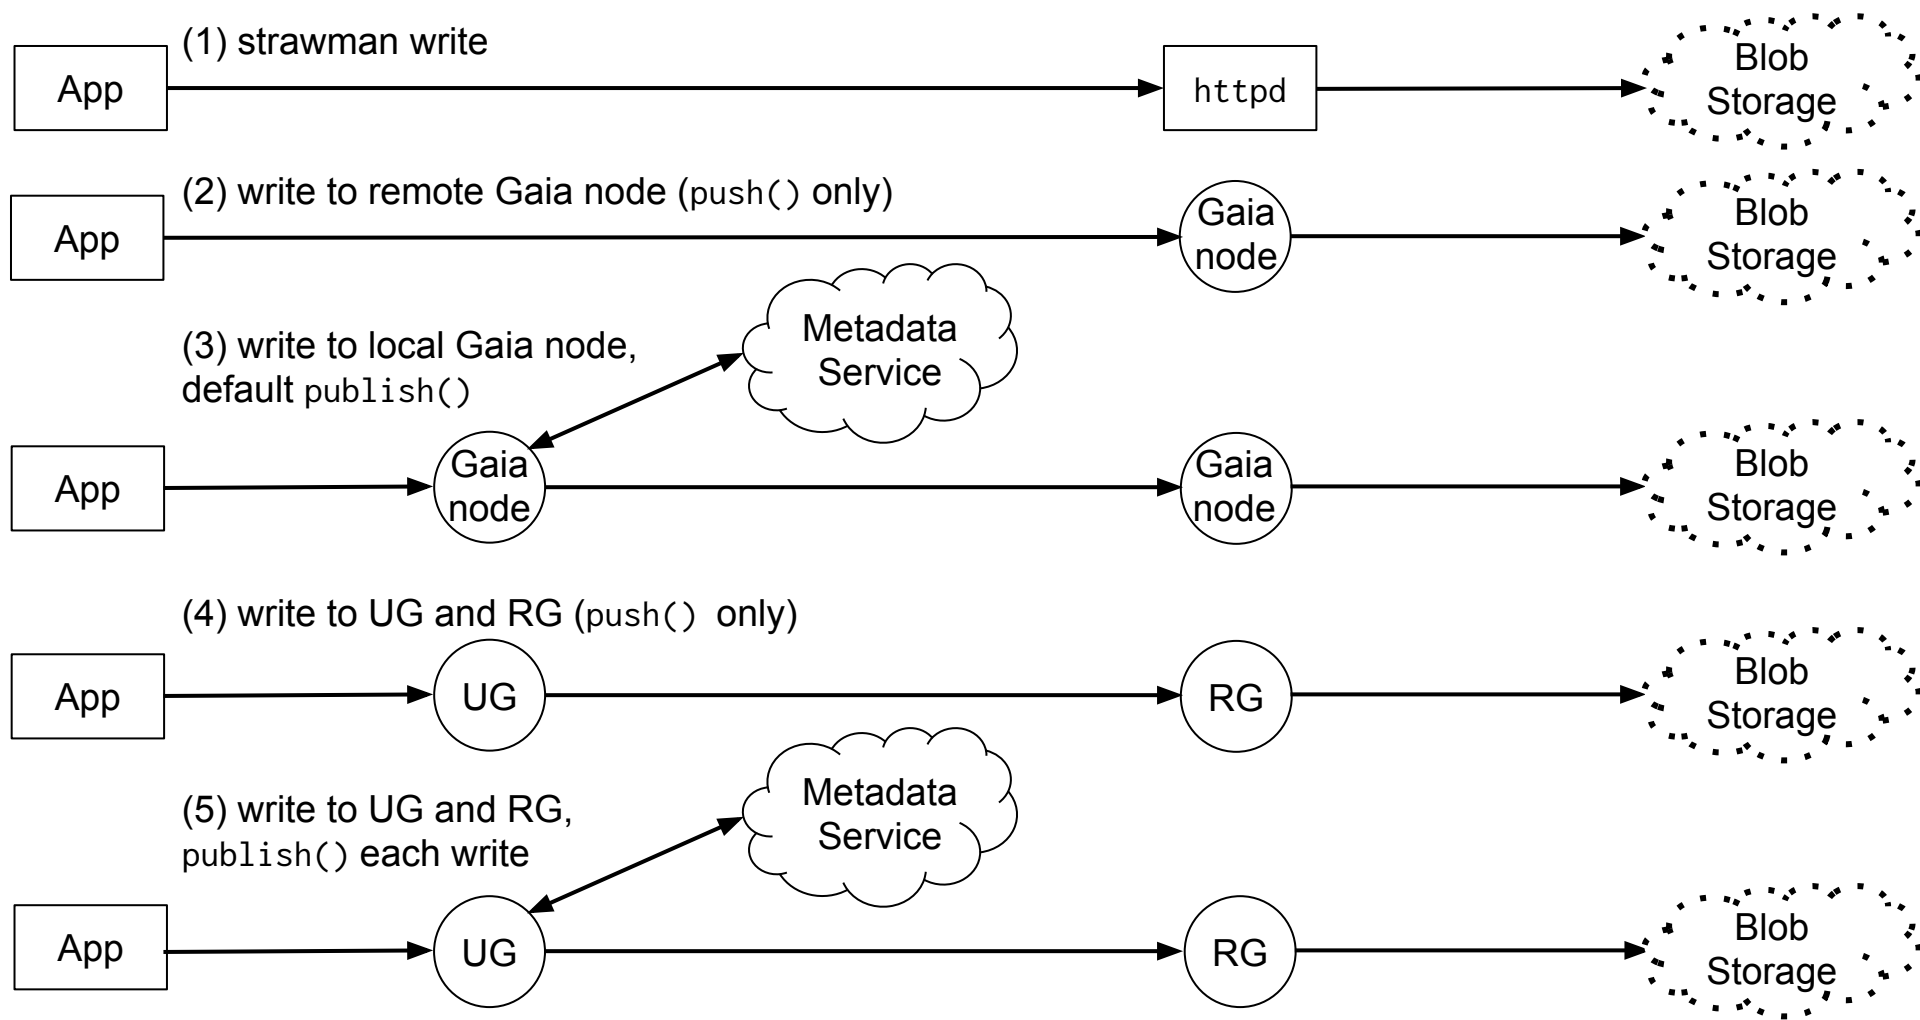 (1) strawman write
App
httpd
Blob
Storage
(2) write to remote Gaia node (push() only)
App
Gaia
node
Blob
Storage
(3) write to local Gaia node,
default publish()
Metadata
Service
App
Gaia
node
Gaia
node
Blob
Storage
(4) write to UG and RG (push() only)
App
UG
RG
Blob
Storage
(5) write to UG and RG,
publish() each write
Metadata
Service
App
UG
RG
Blob
Storage